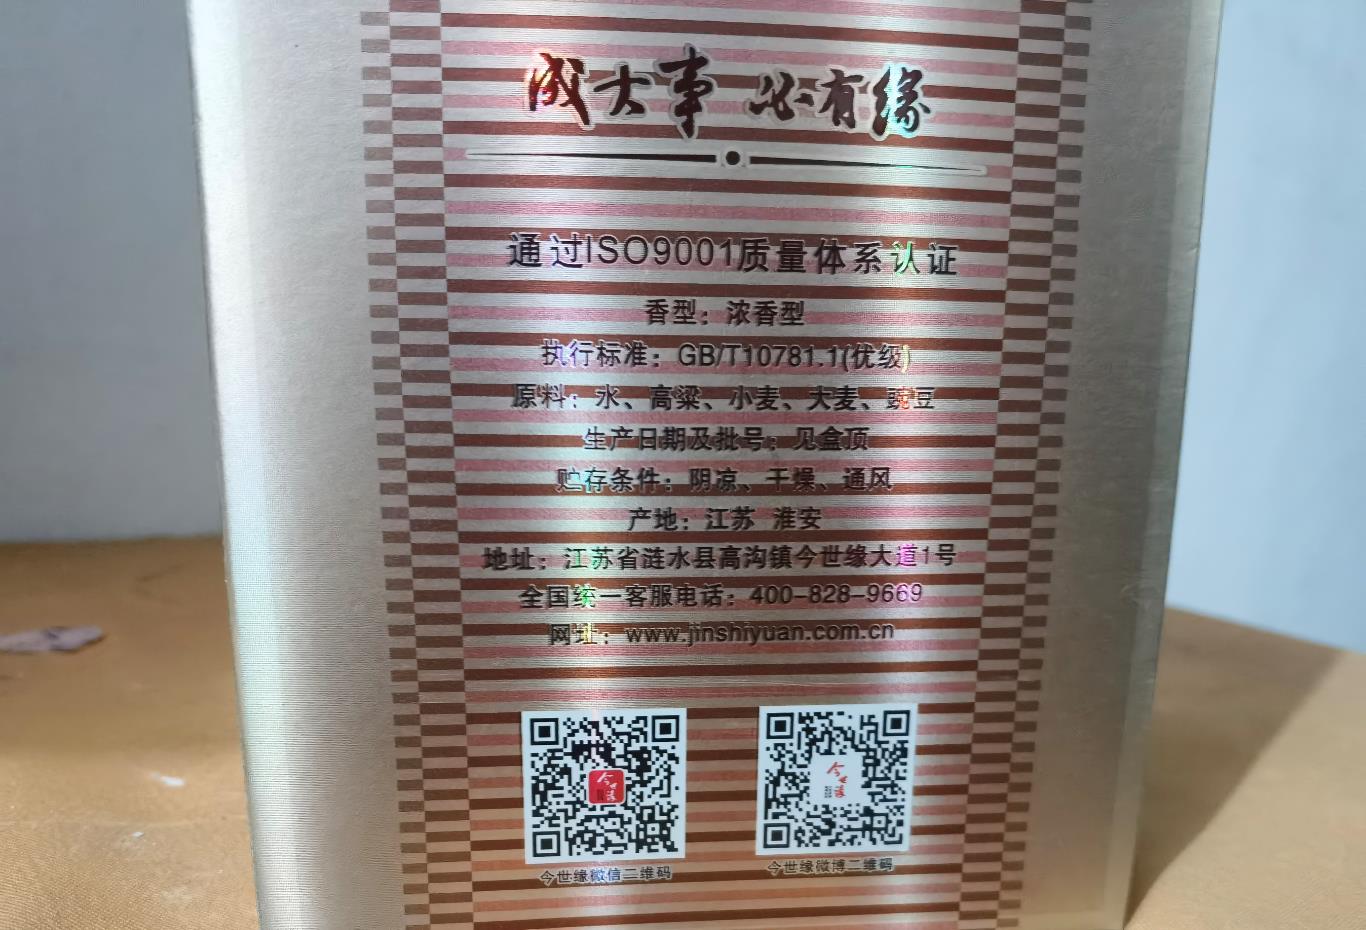 成大事 必有缘
通过ISO9001质量体系认证
香型：浓香型
执行标准：GB/T10781.1(优级)
原料：水、高粱、小麦、大麦、豌豆
生产日期及批号：见盒顶
贮存条件：阴凉、干燥、通风
产地：江苏 淮安
地址：江苏省涟水县高沟镇今世缘大道1号
全国统一客服电话：400-828-9669
网址：www.jinshiyuan.com.cn
今世缘
今世缘
今世缘微信二维码
今世缘微博二维码